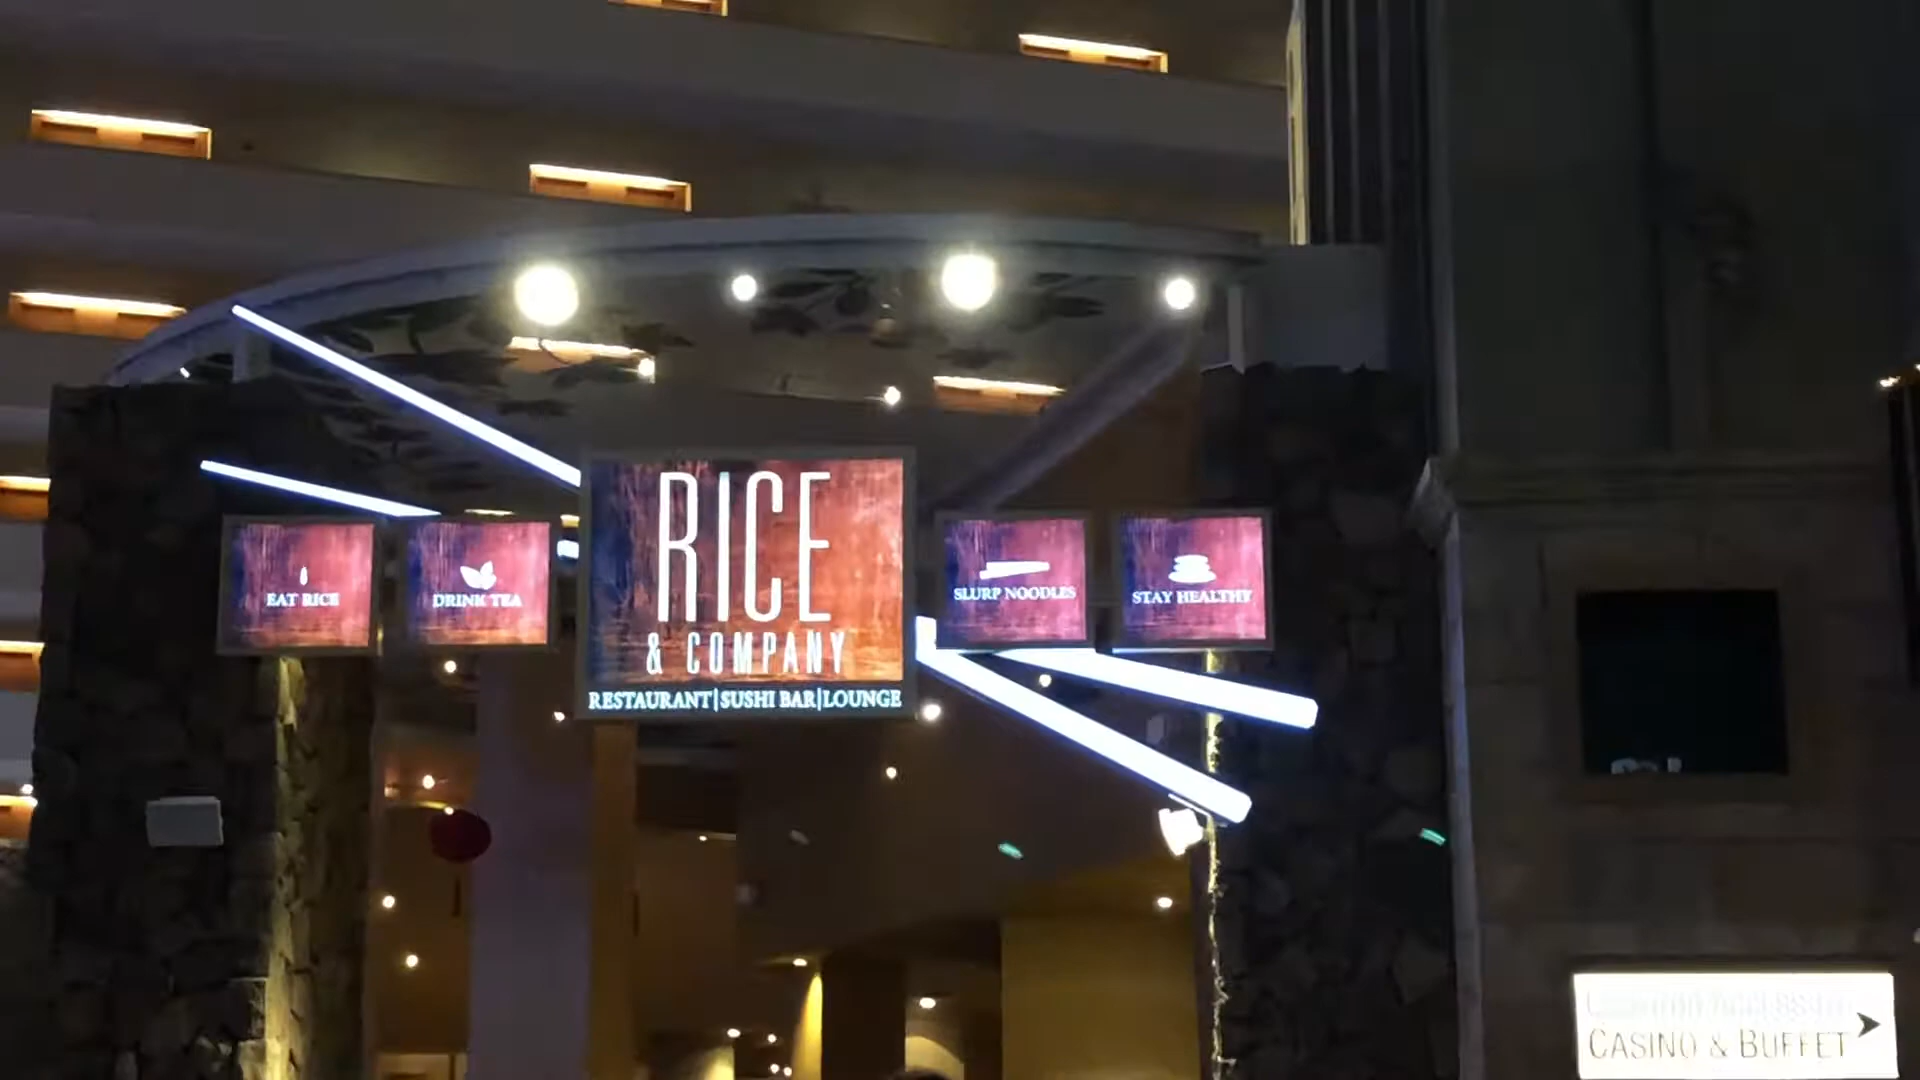 RICE
& COMPANY
RESTAURANT|SUSHI BAR|LOUNGE
EAT RICE
DRINK TEA
SLURP NOODLES
STAY HEALTHY
CASINO & BUFFET